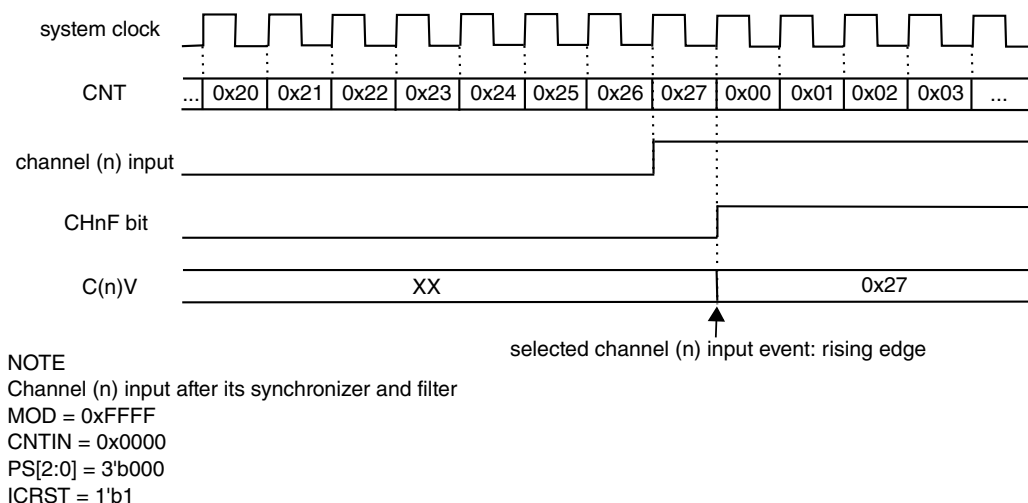 system clock
CNT ... 0x20 0x21 0x22 0x23 0x24 0x25 0x26 0x27 0x00 0x01 0x02 0x03 ...
channel (n) input
CHnF bit
C(n)V XX 0x27
selected channel (n) input event: rising edge
NOTE
Channel (n) input after its synchronizer and filter
MOD = 0xFFFF
CNTIN = 0x0000
PS[2:0] = 3'b000
ICRST = 1'b1